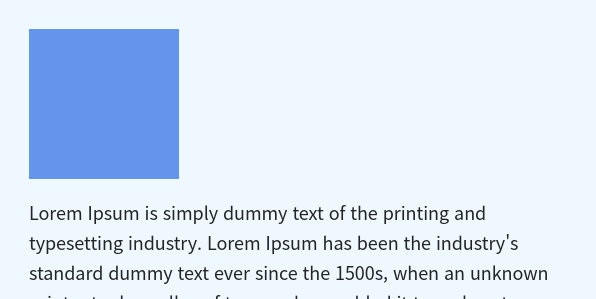 Lorem Ipsum is simply dummy text of the printing and
typesetting industry. Lorem Ipsum has been the industry's
standard dummy text ever since the 1500s, when an unknown